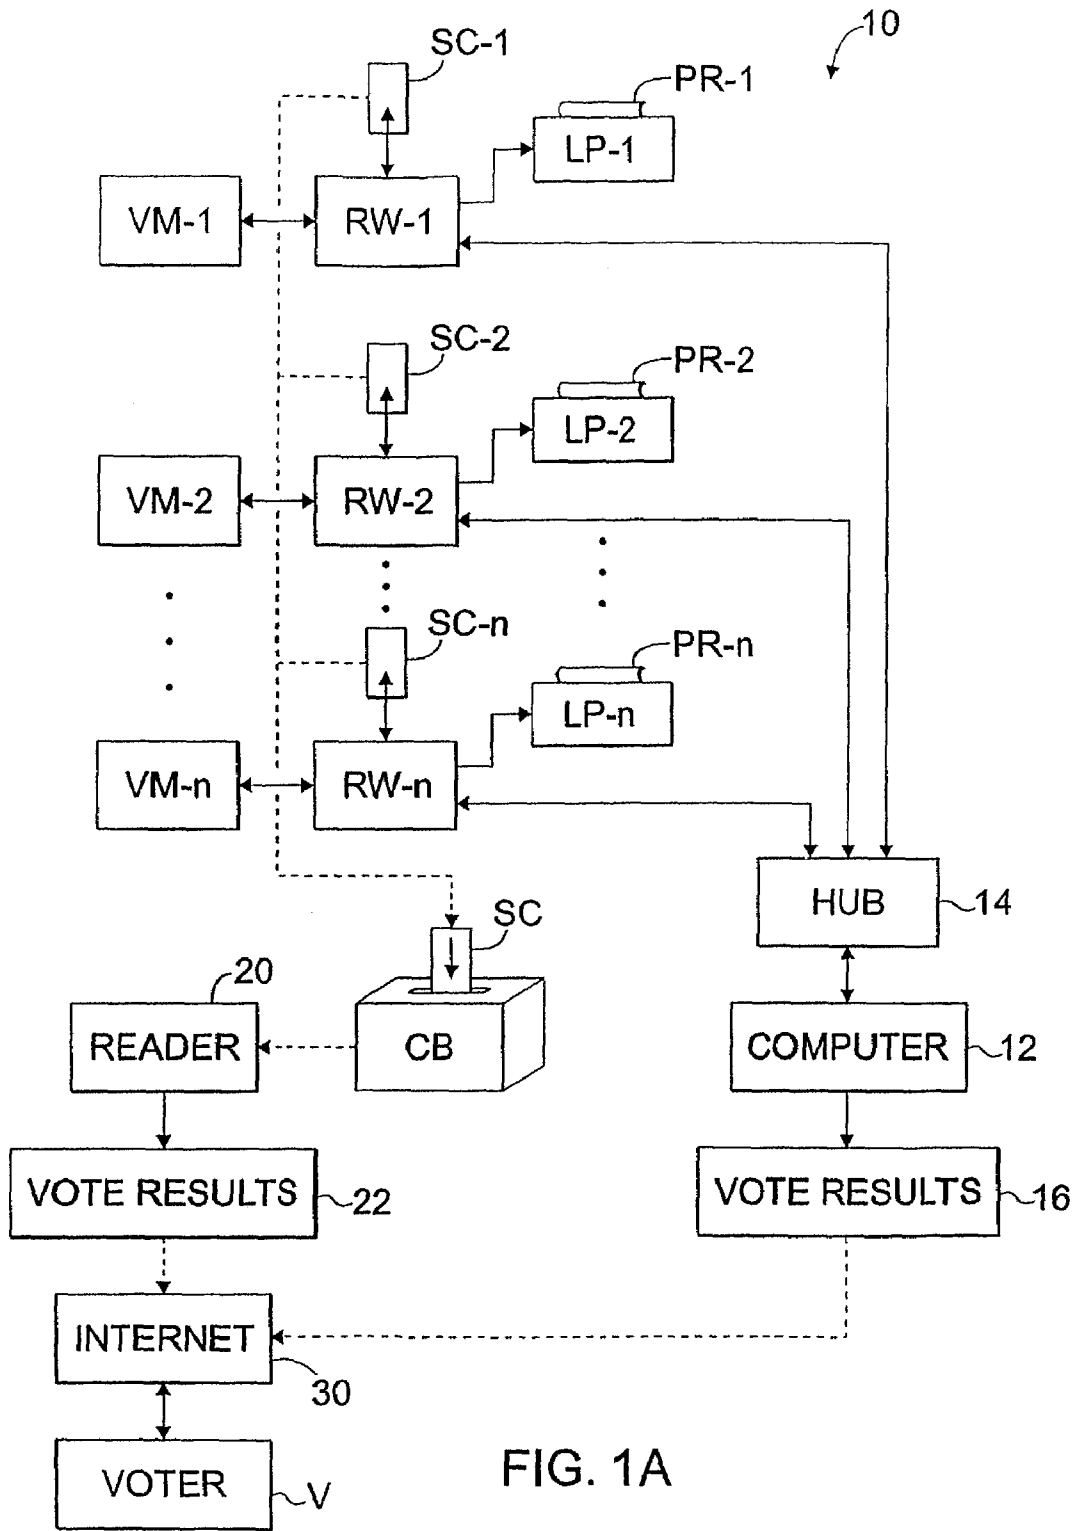 10
SC-1
PR-1
LP-1
VM-1
RW-1
SC-2
PR-2
LP-2
VM-2
RW-2
SC-n
PR-n
LP-n
VM-n
RW-n
HUB
14
SC
20
READER
CB
COMPUTER
12
VOTE RESULTS
22
VOTE RESULTS
16
INTERNET
30
VOTER
V
FIG. 1A